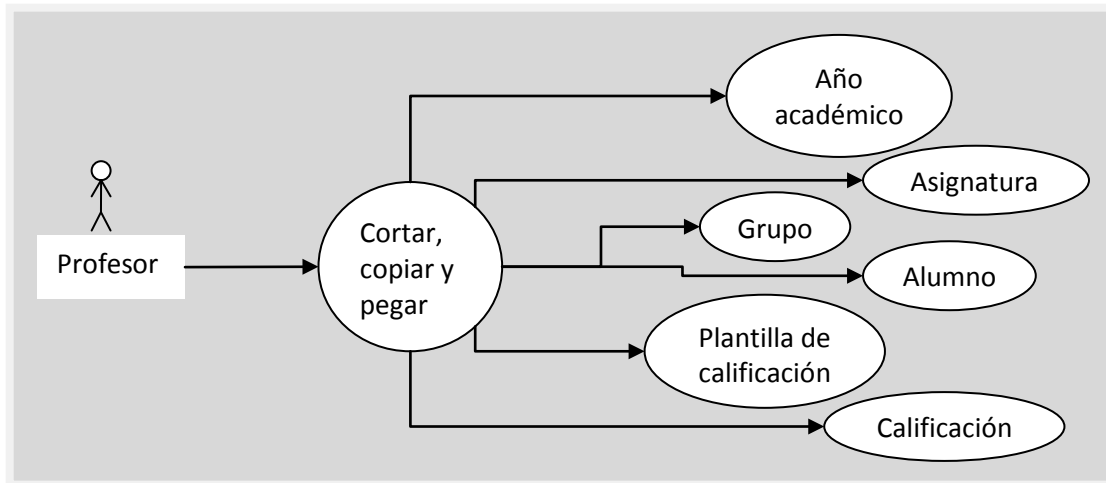 Año
académico
Asignatura
Grupo
Profesor
Cortar,
copiar y
pegar
Alumno
Plantilla de
calificación
Calificación